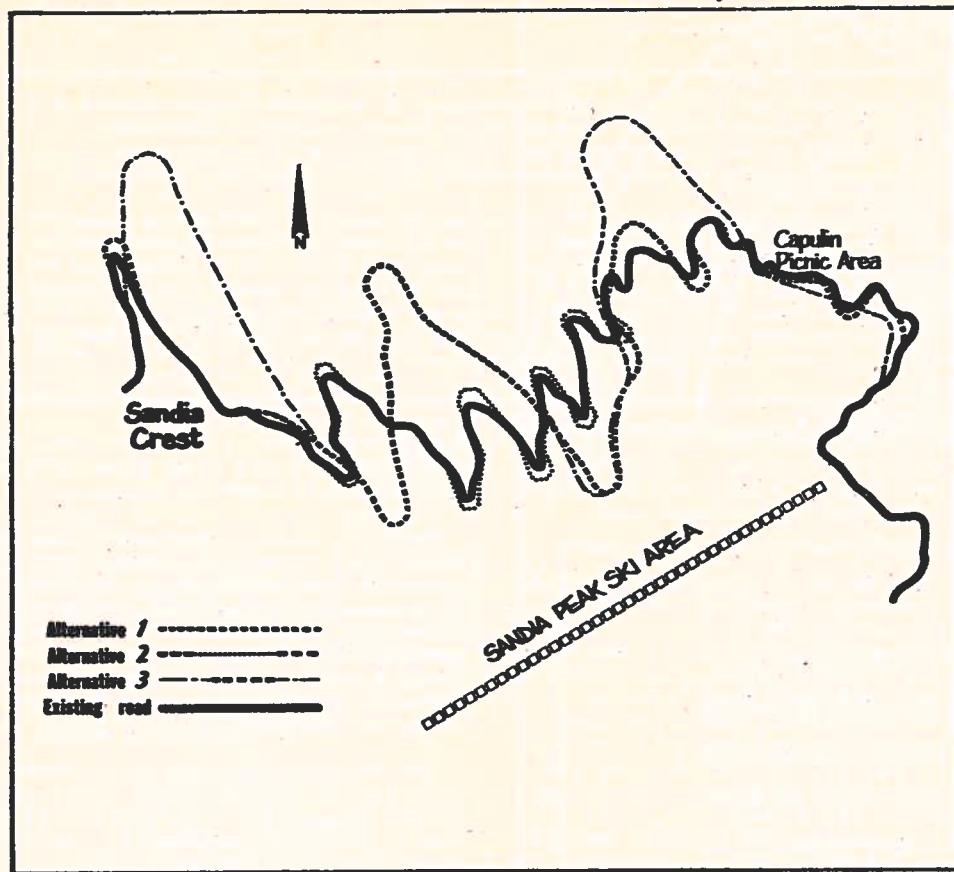 N
Capulin
Picnic Area
Sandia
Crest
SANDIA PEAK SKI AREA
Alternative 1
Alternative 2
Alternative 3
Existing road